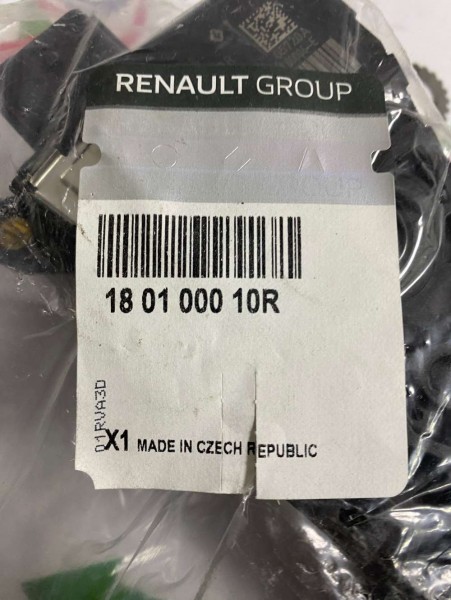 RENAULT GROUP
18 01 000 10R
01RVA3D
X1 MADE IN CZECH REPUBLIC